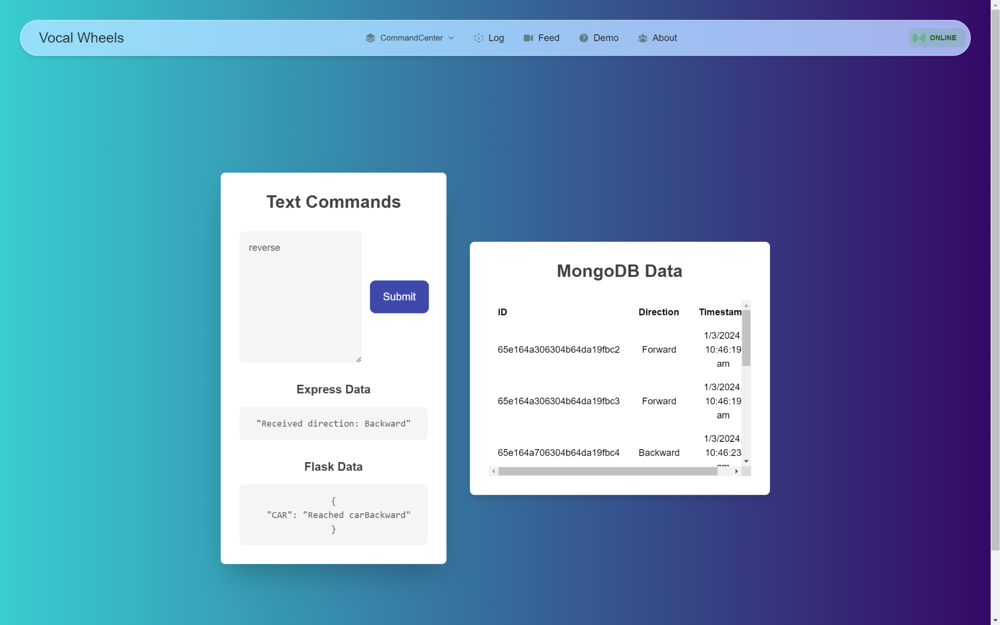 Vocal Wheels
CommandCenter
Log
Feed
Demo
About
ONLINE
Text Commands
reverse
Submit
Express Data
"Received direction: Backward"
Flask Data
{
"CAR": "Reached carBackward"
}
MongoDB Data
ID Direction Timestam
1/3/2024,
65e164a306304b64da19fbc2 Forward 10:46:19
am
1/3/2024,
65e164a306304b64da19fbc3 Forward 10:46:19
am
1/3/2024,
65e164a706304b64da19fbc4 Backward 10:46:23
am